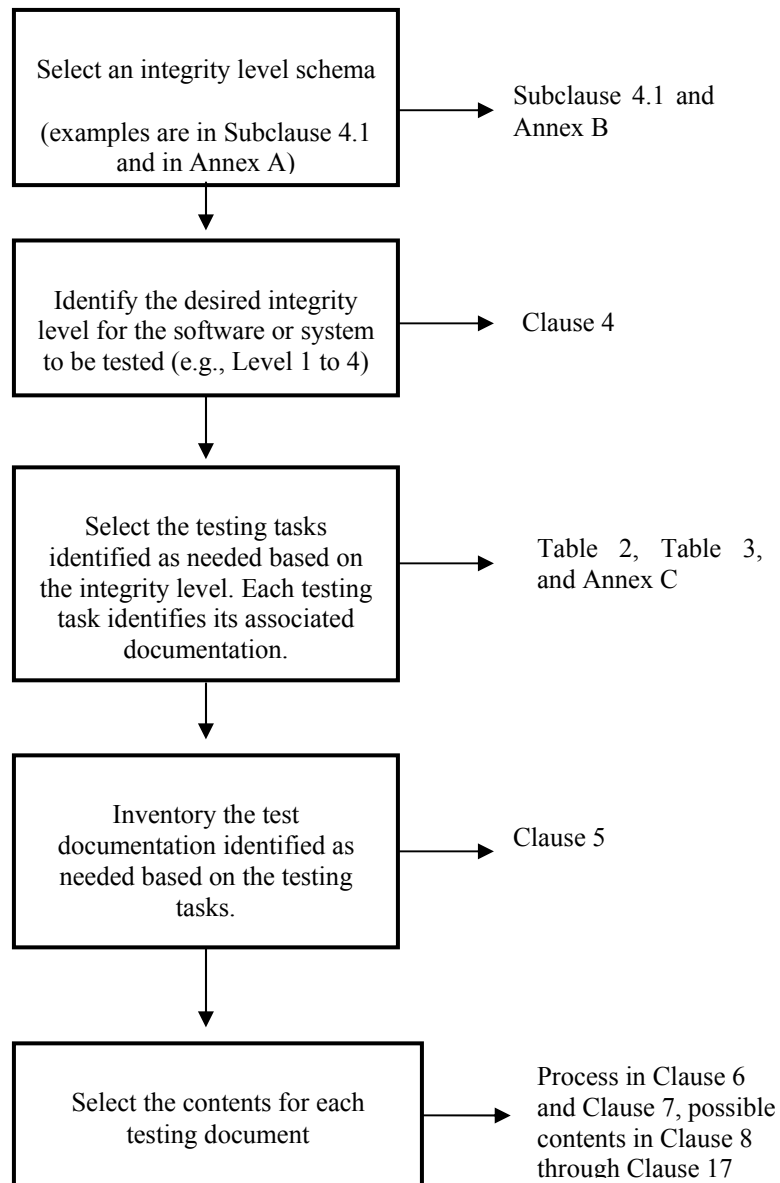 Select an integrity level schema
(examples are in Subclause 4.1
and in Annex A)
Subclause 4.1 and
Annex B
Identify the desired integrity
level for the software or system
to be tested (e.g., Level 1 to 4)
Clause 4
Select the testing tasks
identified as needed based on
the integrity level. Each testing
task identifies its associated
documentation.
Table 2, Table 3,
and Annex C
Inventory the test
documentation identified as
needed based on the testing
tasks.
Clause 5
Select the contents for each
testing document
Process in Clause 6
and Clause 7, possible
contents in Clause 8
through Clause 17